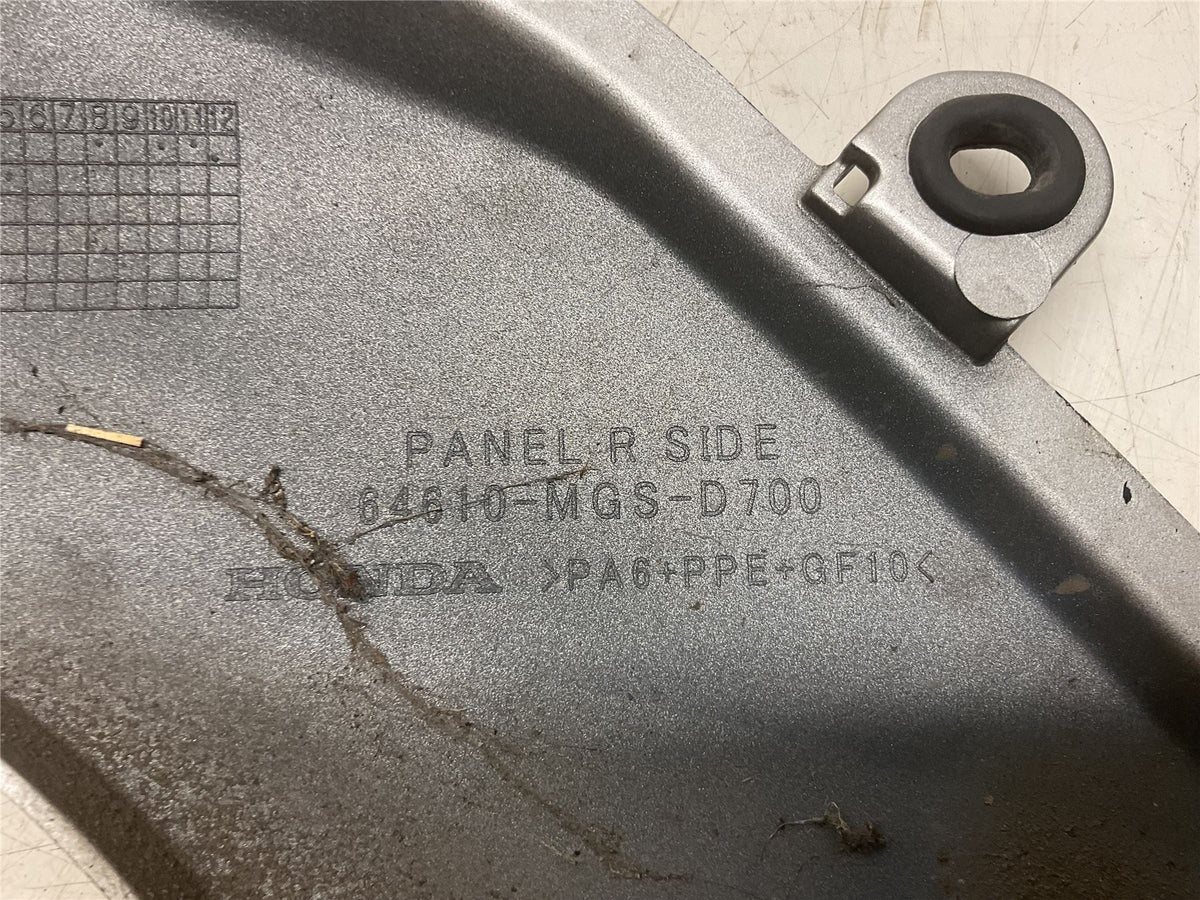 5 6 7 8 9 10 11 12
PANEL R SIDE
64610-MGS-D700
HONDA >PA6+PPE+GF10<